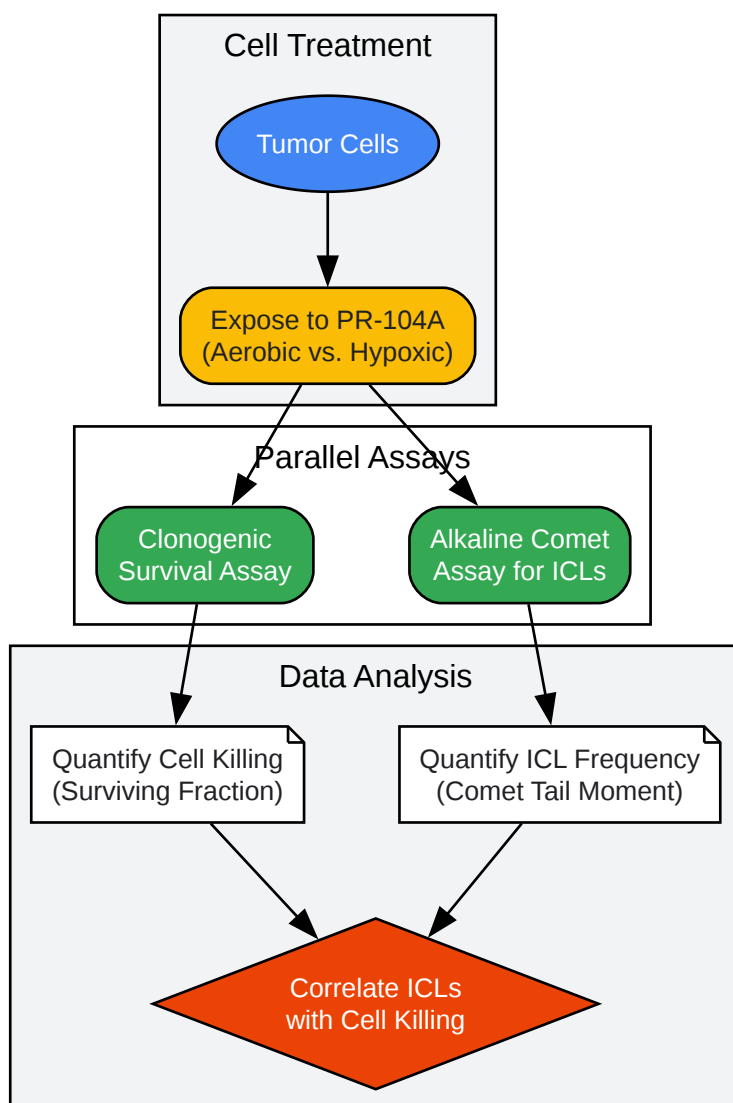 Cell Treatment
Tumor Cells
Expose to PR-104A
(Aerobic vs. Hypoxic)
Parallel Assays
Clonogenic
Survival Assay
Alkaline Comet
Assay for ICLs
Data Analysis
Quantify Cell Killing
(Surviving Fraction)
Quantify ICL Frequency
(Comet Tail Moment)
Correlate ICLs
with Cell Killing